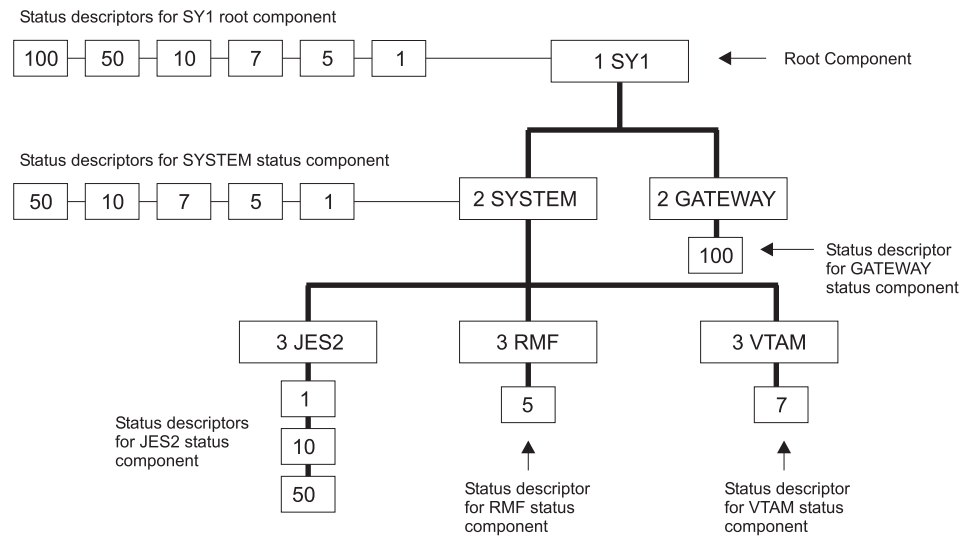 Status descriptors for SY1 root component
100 50 10 7 5 1 1 SY1 Root Component
Status descriptors for SYSTEM status component
50 10 7 5 1 2 SYSTEM 2 GATEWAY
100
Status descriptor
for GATEWAY
status component
3 JES2 3 RMF 3 VTAM
1 5 7
Status descriptors
for JES2 status
component
10
50
Status descriptor
for RMF status
component
Status descriptor
for VTAM status
component